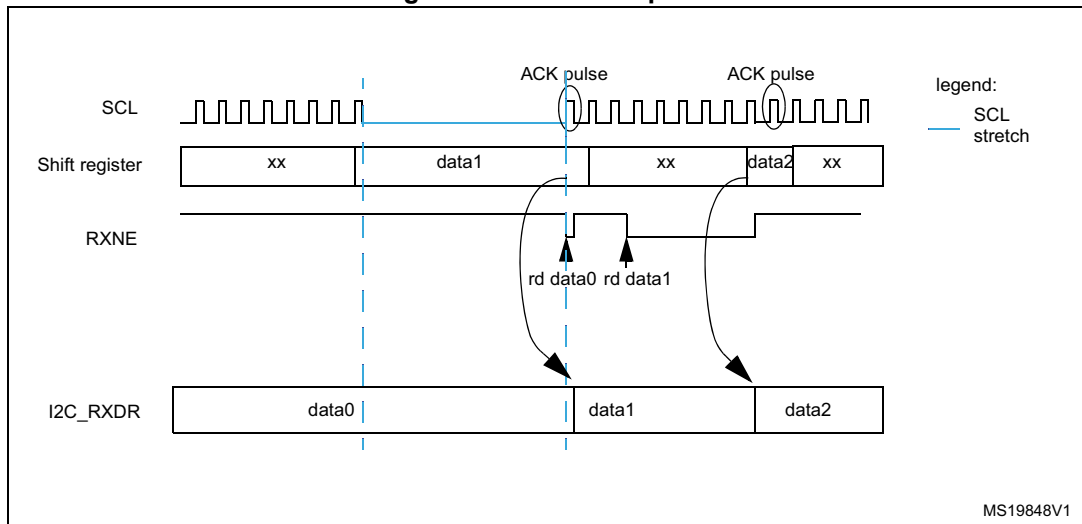 ACK pulse
ACK pulse
legend:
SCL
SCL
stretch
Shift register
xx
data1
xx
data2
xx
RXNE
rd data0
rd data1
I2C_RXDR
data0
data1
data2
MS19848V1